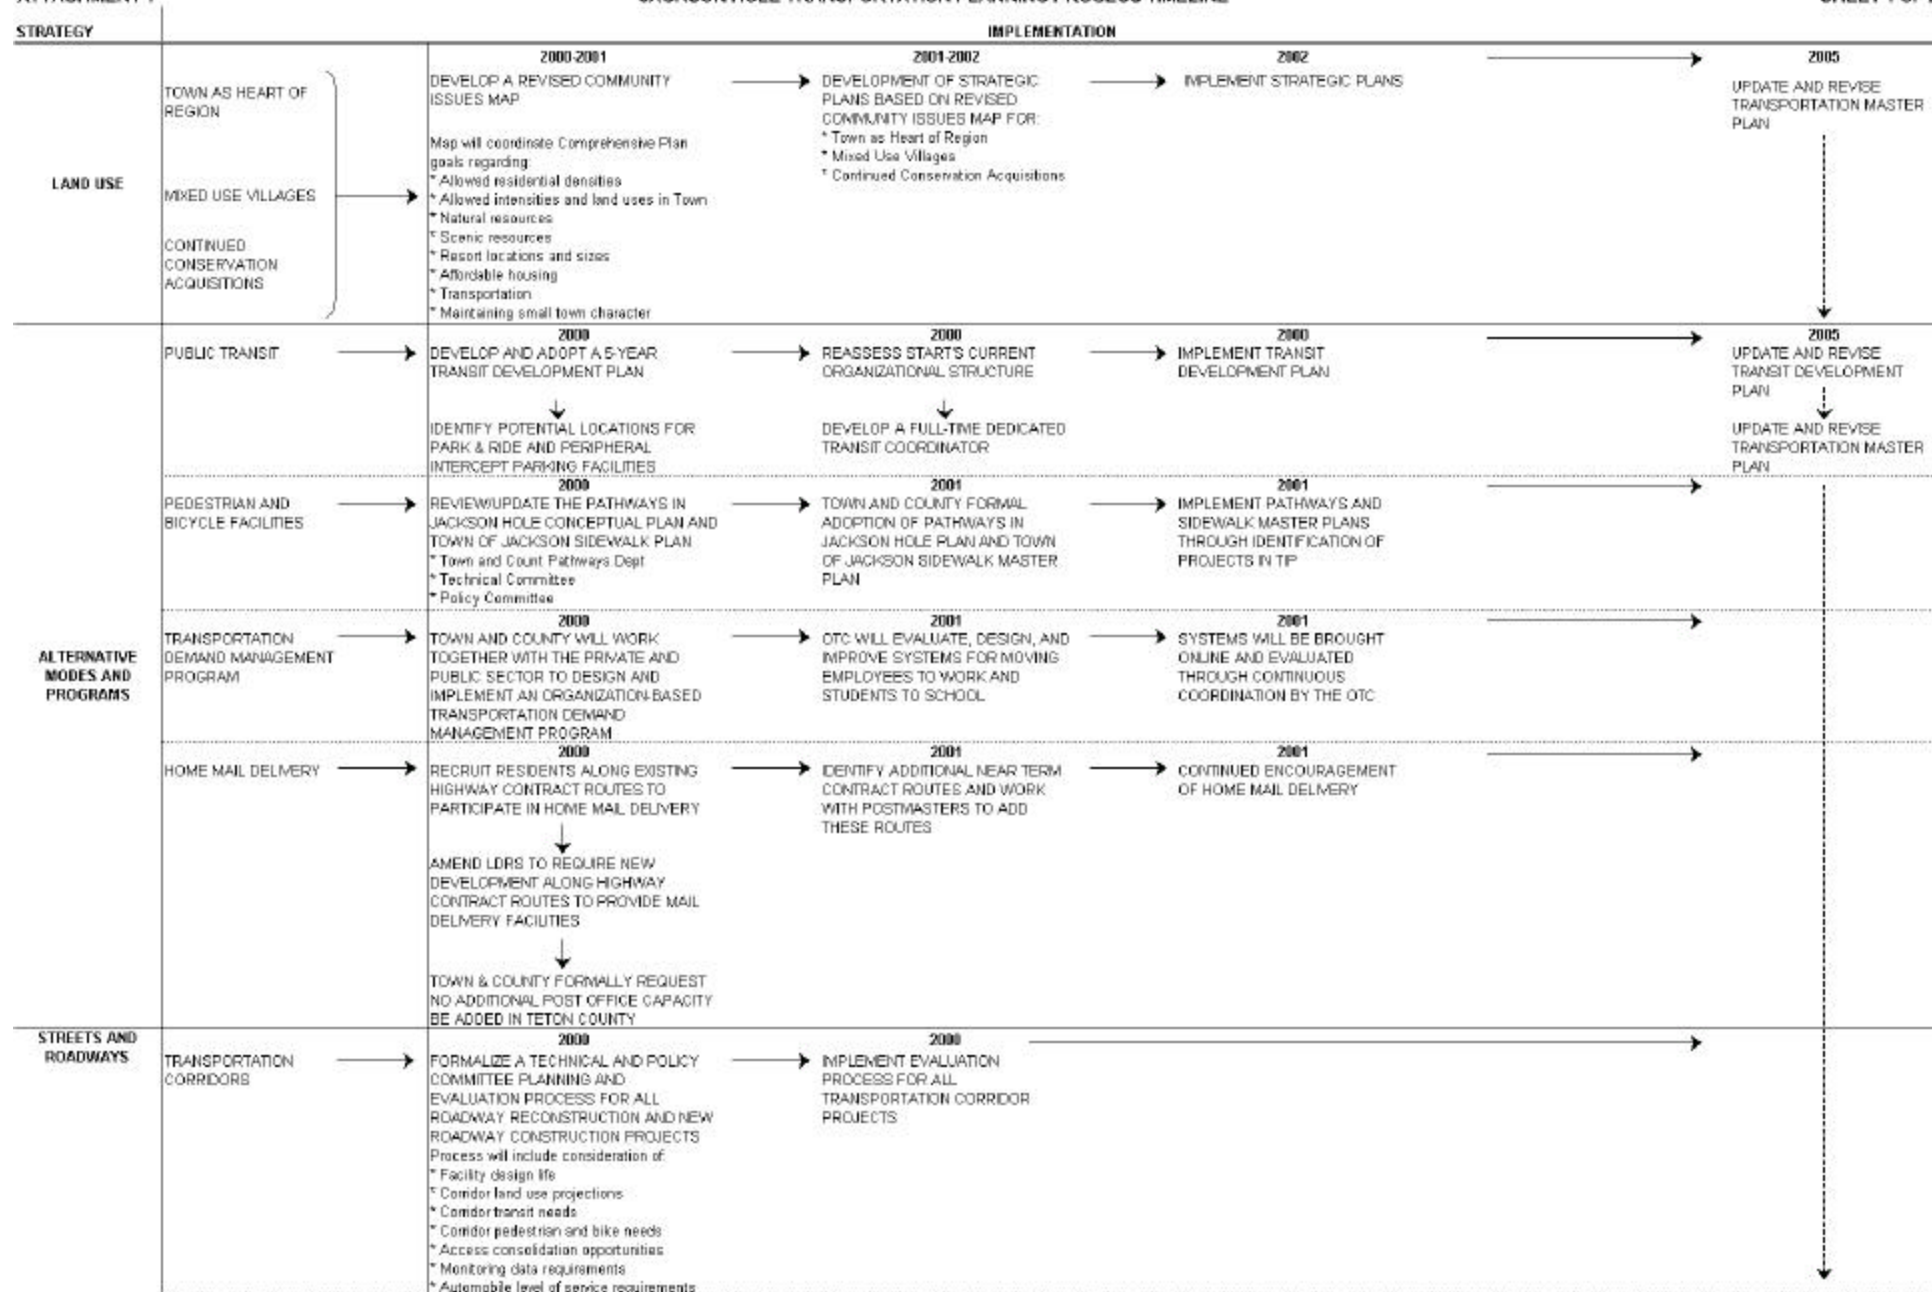 STRATEGY
IMPLEMENTATION
LAND USE
TOWN AS HEART OF
REGION
MIXED USE VILLAGES
CONTINUED
CONSERVATION
ACQUISITIONS
2000-2001
DEVELOP A REVISED COMMUNITY
ISSUES MAP
Map will coordinate Comprehensive Plan
goals regarding:
* Allowed residential densities
* Allowed intensities and land uses in Town
* Natural resources
* Scenic resources
* Resort locations and sizes
* Affordable housing
* Transportation
* Maintaining small town character
2001-2002
DEVELOPMENT OF STRATEGIC
PLANS BASED ON REVISED
COMMUNITY ISSUES MAP FOR:
* Town as Heart of Region
* Mixed Use Villages
* Continued Conservation Acquisitions
2002
IMPLEMENT STRATEGIC PLANS
2005
UPDATE AND REVISE
TRANSPORTATION MASTER
PLAN
ALTERNATIVE
MODES AND
PROGRAMS
PUBLIC TRANSIT
2000
DEVELOP AND ADOPT A 5-YEAR
TRANSIT DEVELOPMENT PLAN
IDENTIFY POTENTIAL LOCATIONS FOR
PARK & RIDE AND PERIPHERAL
INTERCEPT PARKING FACILITIES
2000
REASSESS START'S CURRENT
ORGANIZATIONAL STRUCTURE
DEVELOP A FULL-TIME DEDICATED
TRANSIT COORDINATOR
2000
IMPLEMENT TRANSIT
DEVELOPMENT PLAN
2005
UPDATE AND REVISE
TRANSIT DEVELOPMENT
PLAN
UPDATE AND REVISE
TRANSPORTATION MASTER
PLAN
PEDESTRIAN AND
BICYCLE FACILITIES
2000
REVIEW/UPDATE THE PATHWAYS IN
JACKSON HOLE CONCEPTUAL PLAN AND
TOWN OF JACKSON SIDEWALK PLAN
* Town and Count Pathways Dept
* Technical Committee
* Policy Committee
2001
TOWN AND COUNTY FORMAL
ADOPTION OF PATHWAYS IN
JACKSON HOLE PLAN AND TOWN
OF JACKSON SIDEWALK MASTER
PLAN
2001
IMPLEMENT PATHWAYS AND
SIDEWALK MASTER PLANS
THROUGH IDENTIFICATION OF
PROJECTS IN TIP
TRANSPORTATION
DEMAND MANAGEMENT
PROGRAM
2000
TOWN AND COUNTY WILL WORK
TOGETHER WITH THE PRIVATE AND
PUBLIC SECTOR TO DESIGN AND
IMPLEMENT AN ORGANIZATION-BASED
TRANSPORTATION DEMAND
MANAGEMENT PROGRAM
2001
OTC WILL EVALUATE, DESIGN, AND
IMPROVE SYSTEMS FOR MOVING
EMPLOYEES TO WORK AND
STUDENTS TO SCHOOL
2001
SYSTEMS WILL BE BROUGHT
ONLINE AND EVALUATED
THROUGH CONTINUOUS
COORDINATION BY THE OTC
HOME MAIL DELIVERY
2000
RECRUIT RESIDENTS ALONG EXISTING
HIGHWAY CONTRACT ROUTES TO
PARTICIPATE IN HOME MAIL DELIVERY
AMEND LDRS TO REQUIRE NEW
DEVELOPMENT ALONG HIGHWAY
CONTRACT ROUTES TO PROVIDE MAIL
DELIVERY FACILITIES
TOWN & COUNTY FORMALLY REQUEST
NO ADDITIONAL POST OFFICE CAPACITY
BE ADDED IN TETON COUNTY
2001
IDENTIFY ADDITIONAL NEAR TERM
CONTRACT ROUTES AND WORK
WITH POSTMASTERS TO ADD
THESE ROUTES
2001
CONTINUED ENCOURAGEMENT
OF HOME MAIL DELIVERY
STREETS AND
ROADWAYS
TRANSPORTATION
CORRIDORS
2000
FORMALIZE A TECHNICAL AND POLICY
COMMITTEE PLANNING AND
EVALUATION PROCESS FOR ALL
ROADWAY RECONSTRUCTION AND NEW
ROADWAY CONSTRUCTION PROJECTS
Process will include consideration of:
* Facility design life
* Corridor land use projections
* Corridor transit needs
* Corridor pedestrian and bike needs
* Access consolidation opportunities
* Monitoring data requirements
* Automobile level of service requirements
2000
IMPLEMENT EVALUATION
PROCESS FOR ALL
TRANSPORTATION CORRIDOR
PROJECTS